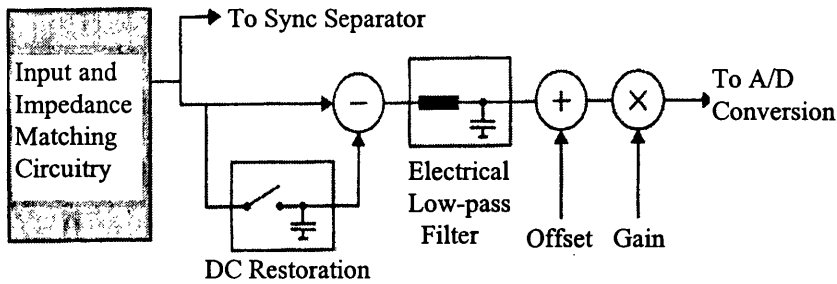 To Sync Separator
Input and
Impedance
Matching
Circuitry
−
+
×
To A/D
Conversion
Electrical
Low-pass
Filter
Offset
Gain
DC Restoration